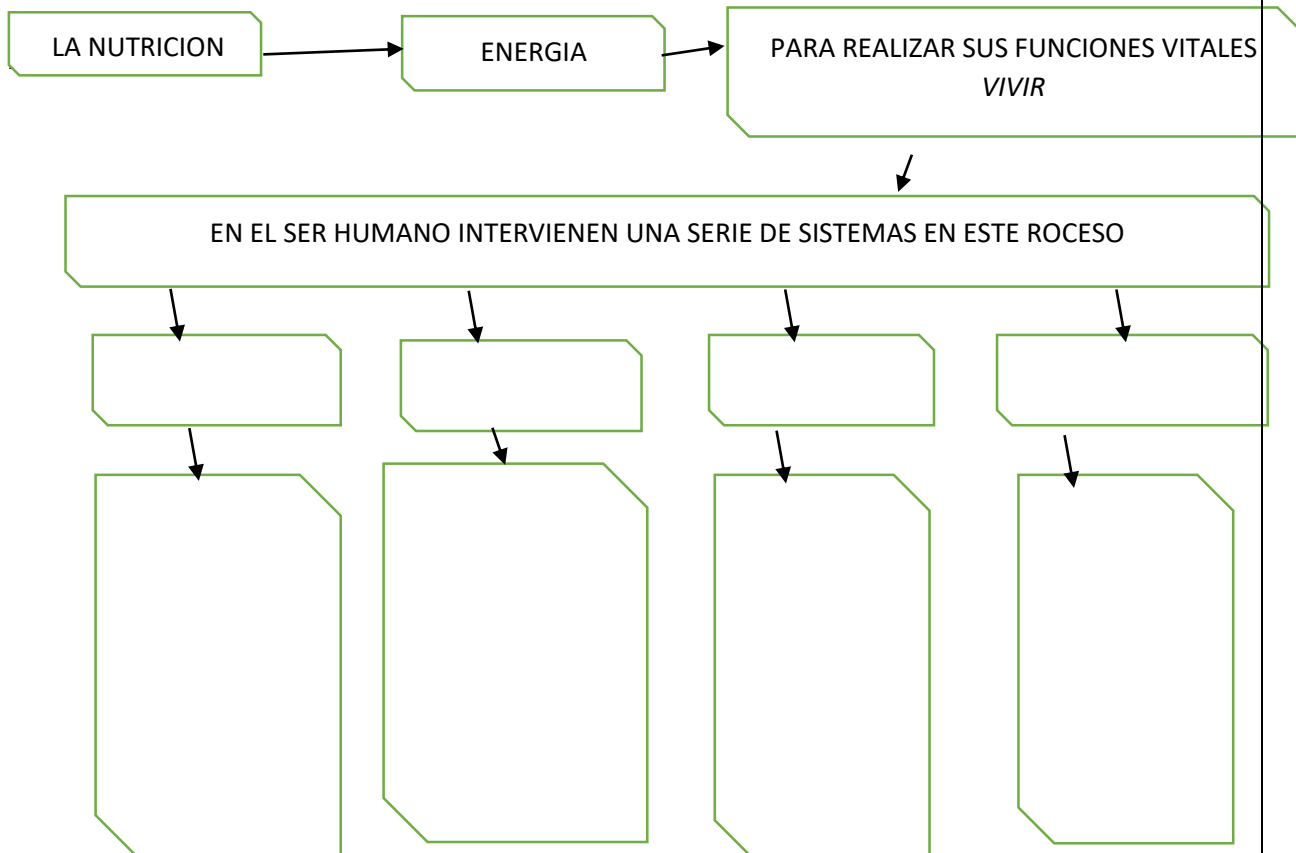 LA NUTRICION
ENERGIA
PARA REALIZAR SUS FUNCIONES VITALES
VIVIR
EN EL SER HUMANO INTERVIENEN UNA SERIE DE SISTEMAS EN ESTE ROCESO